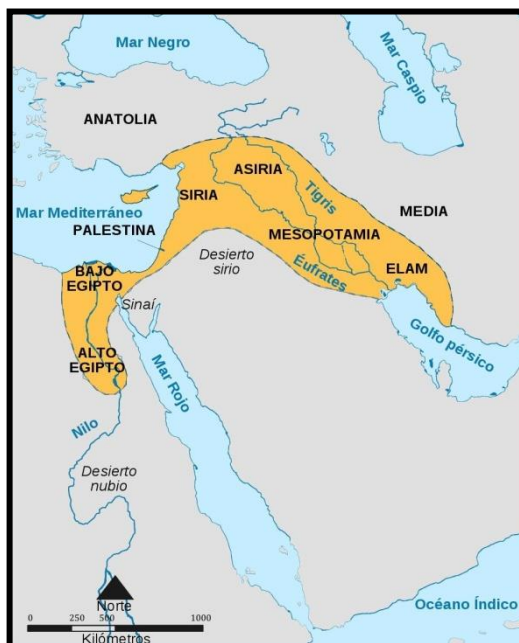 Mar Negro
Mar Caspio
ANATOLIA
ASIRIA
Tigris
SIRIA
MEDIA
Mar Mediterráneo
PALESTINA
MESOPOTAMIA
Desierto
sirio
Éufrates
ELAM
BAJO
EGIPTO
Sinaí
Golfo pérsico
ALTO
EGIPTO
Mar Rojo
Nilo
Desierto
nubio
Norte
0 250 500 1000
Kilómetros
Océano Índico